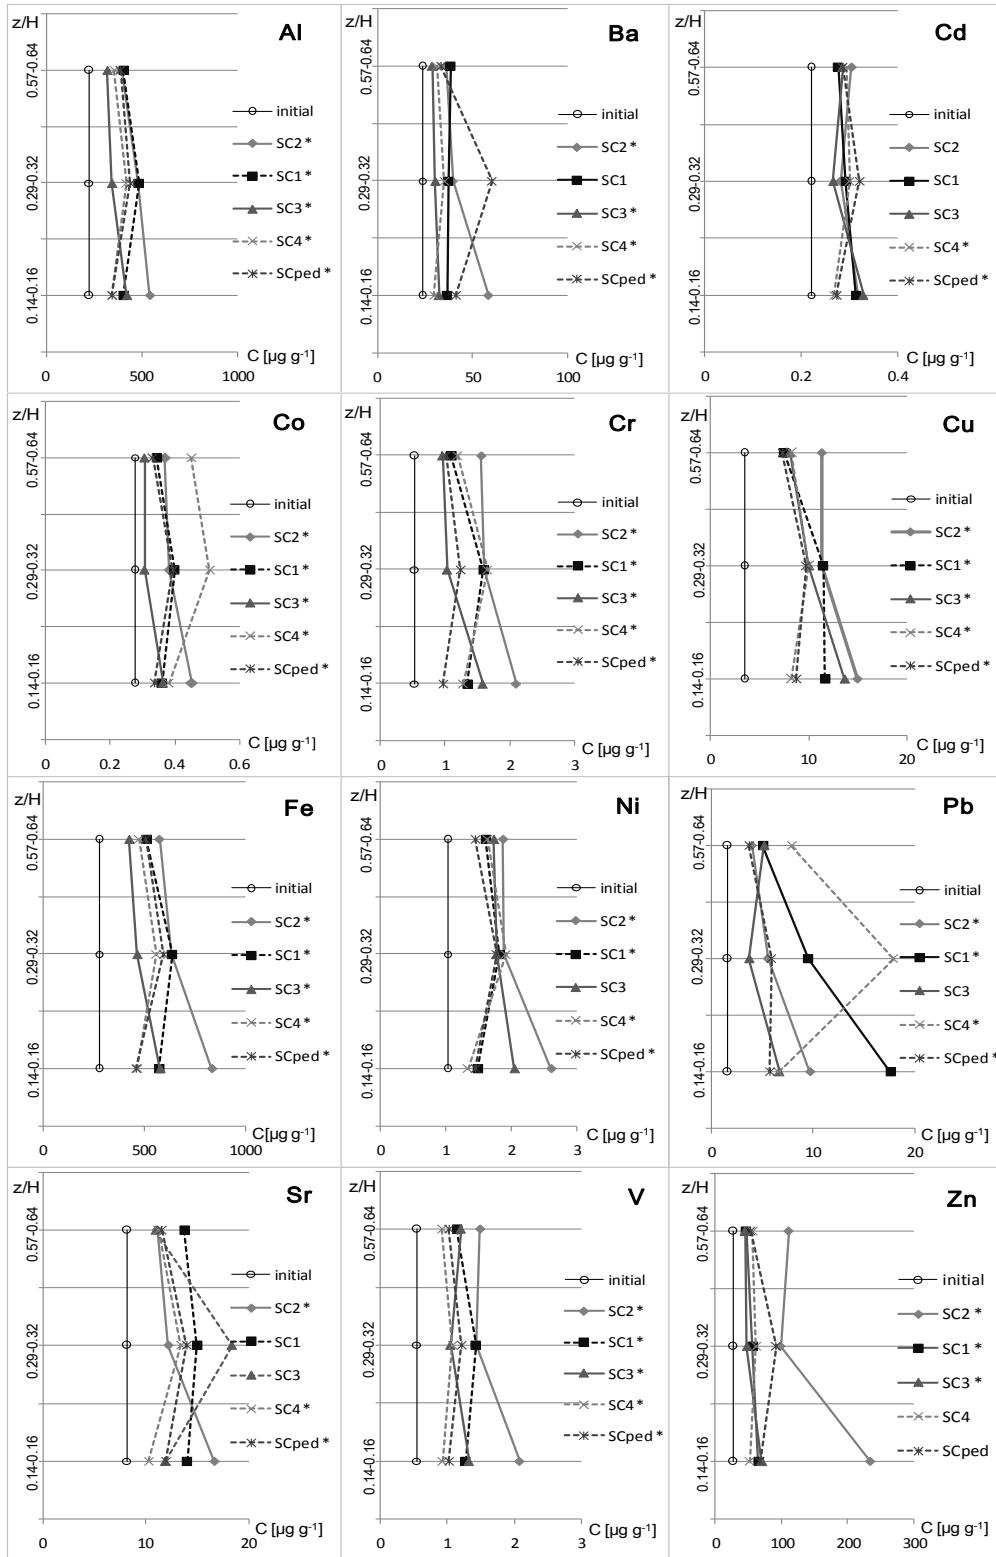 z/H
Al
0.57-0.64
0.29-0.32
0.14-0.16
initial
SC2 *
SC1 *
SC3 *
SC4 *
SCped *
C [µg g-1]
0 500 1000
z/H
Ba
0.57-0.64
0.29-0.32
0.14-0.16
initial
SC2 *
SC1
SC3 *
SC4 *
SCped *
C [µg g-1]
0 50 100
z/H
Cd
0.57-0.64
0.29-0.32
0.14-0.16
initial
SC2
SC1
SC3
SC4 *
SCped *
C [µg g-1]
0 0.2 0.4
z/H
Co
0.57-0.64
0.29-0.32
0.14-0.16
initial
SC2 *
SC1 *
SC3 *
SC4 *
SCped *
C [µg g-1]
0 0.2 0.4 0.6
z/H
Cr
0.57-0.64
0.29-0.32
0.14-0.16
initial
SC2 *
SC1 *
SC3 *
SC4 *
SCped *
C [µg g-1]
0 1 2 3
z/H
Cu
0.57-0.64
0.29-0.32
0.14-0.16
initial
SC2 *
SC1 *
SC3 *
SC4 *
SCped *
C [µg g-1]
0 10 20
z/H
Fe
0.57-0.64
0.29-0.32
0.14-0.16
initial
SC2 *
SC1 *
SC3 *
SC4 *
SCped *
C[µg g-1]
0 500 1000
z/H
Ni
0.57-0.64
0.29-0.32
0.14-0.16
initial
SC2 *
SC1 *
SC3
SC4 *
SCped *
C [µg g-1]
0 1 2 3
z/H
Pb
0.57-0.64
0.29-0.32
0.14-0.16
initial
SC2 *
SC1 *
SC3
SC4 *
SCped *
C [µg g-1]
0 10 20
z/H
Sr
0.57-0.64
0.29-0.32
0.14-0.16
initial
SC2 *
SC1
SC3
SC4 *
SCped *
C [µg g-1]
0 10 20
z/H
V
0.57-0.64
0.29-0.32
0.14-0.16
initial
SC2 *
SC1 *
SC3 *
SC4 *
SCped *
C [µg g-1]
0 1 2 3
z/H
Zn
0.57-0.64
0.29-0.32
0.14-0.16
initial
SC2 *
SC1 *
SC3 *
SC4
SCped
C [µg g-1]
0 100 200 300